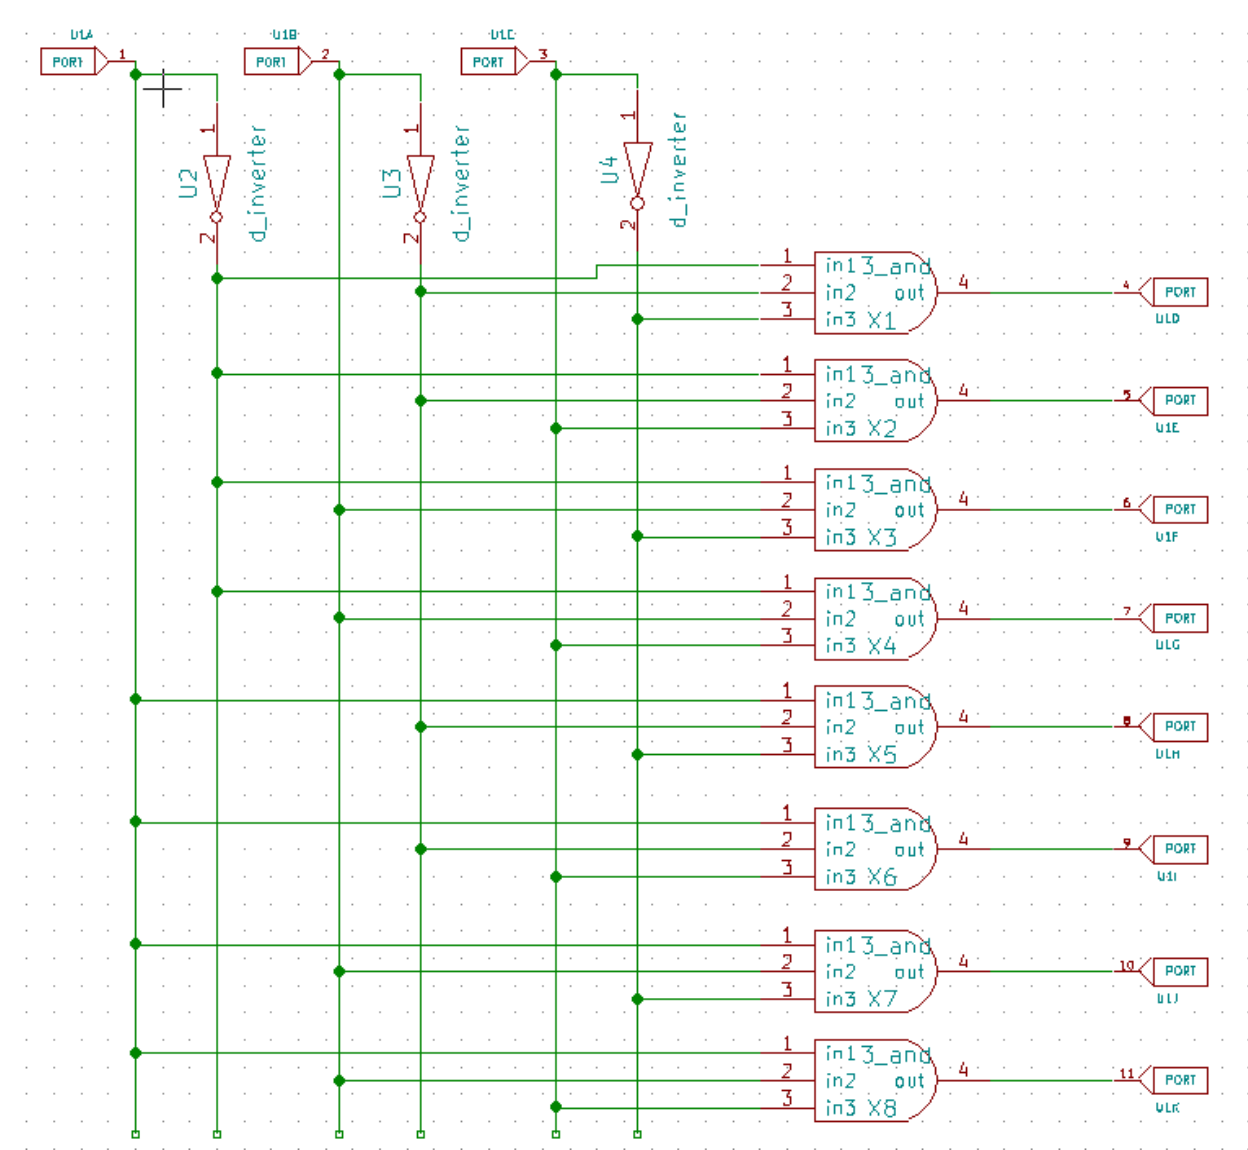 U1A U1B U1C
PORT 1 PORT 2 PORT 3
1 1 1
U2 d_inverter U3 d_inverter U4 d_inverter
2 2 2
1 in1 3_and
2 in2 out 4 4 PORT
3 in3 X1 U1D
1 in1 3_and
2 in2 out 4 5 PORT
3 in3 X2 U1E
1 in1 3_and
2 in2 out 4 6 PORT
3 in3 X3 U1F
1 in1 3_and
2 in2 out 4 7 PORT
3 in3 X4 U1G
1 in1 3_and
2 in2 out 4 8 PORT
3 in3 X5 U1H
1 in1 3_and
2 in2 out 4 9 PORT
3 in3 X6 U1I
1 in1 3_and
2 in2 out 4 10 PORT
3 in3 X7 U1J
1 in1 3_and
2 in2 out 4 11 PORT
3 in3 X8 U1K